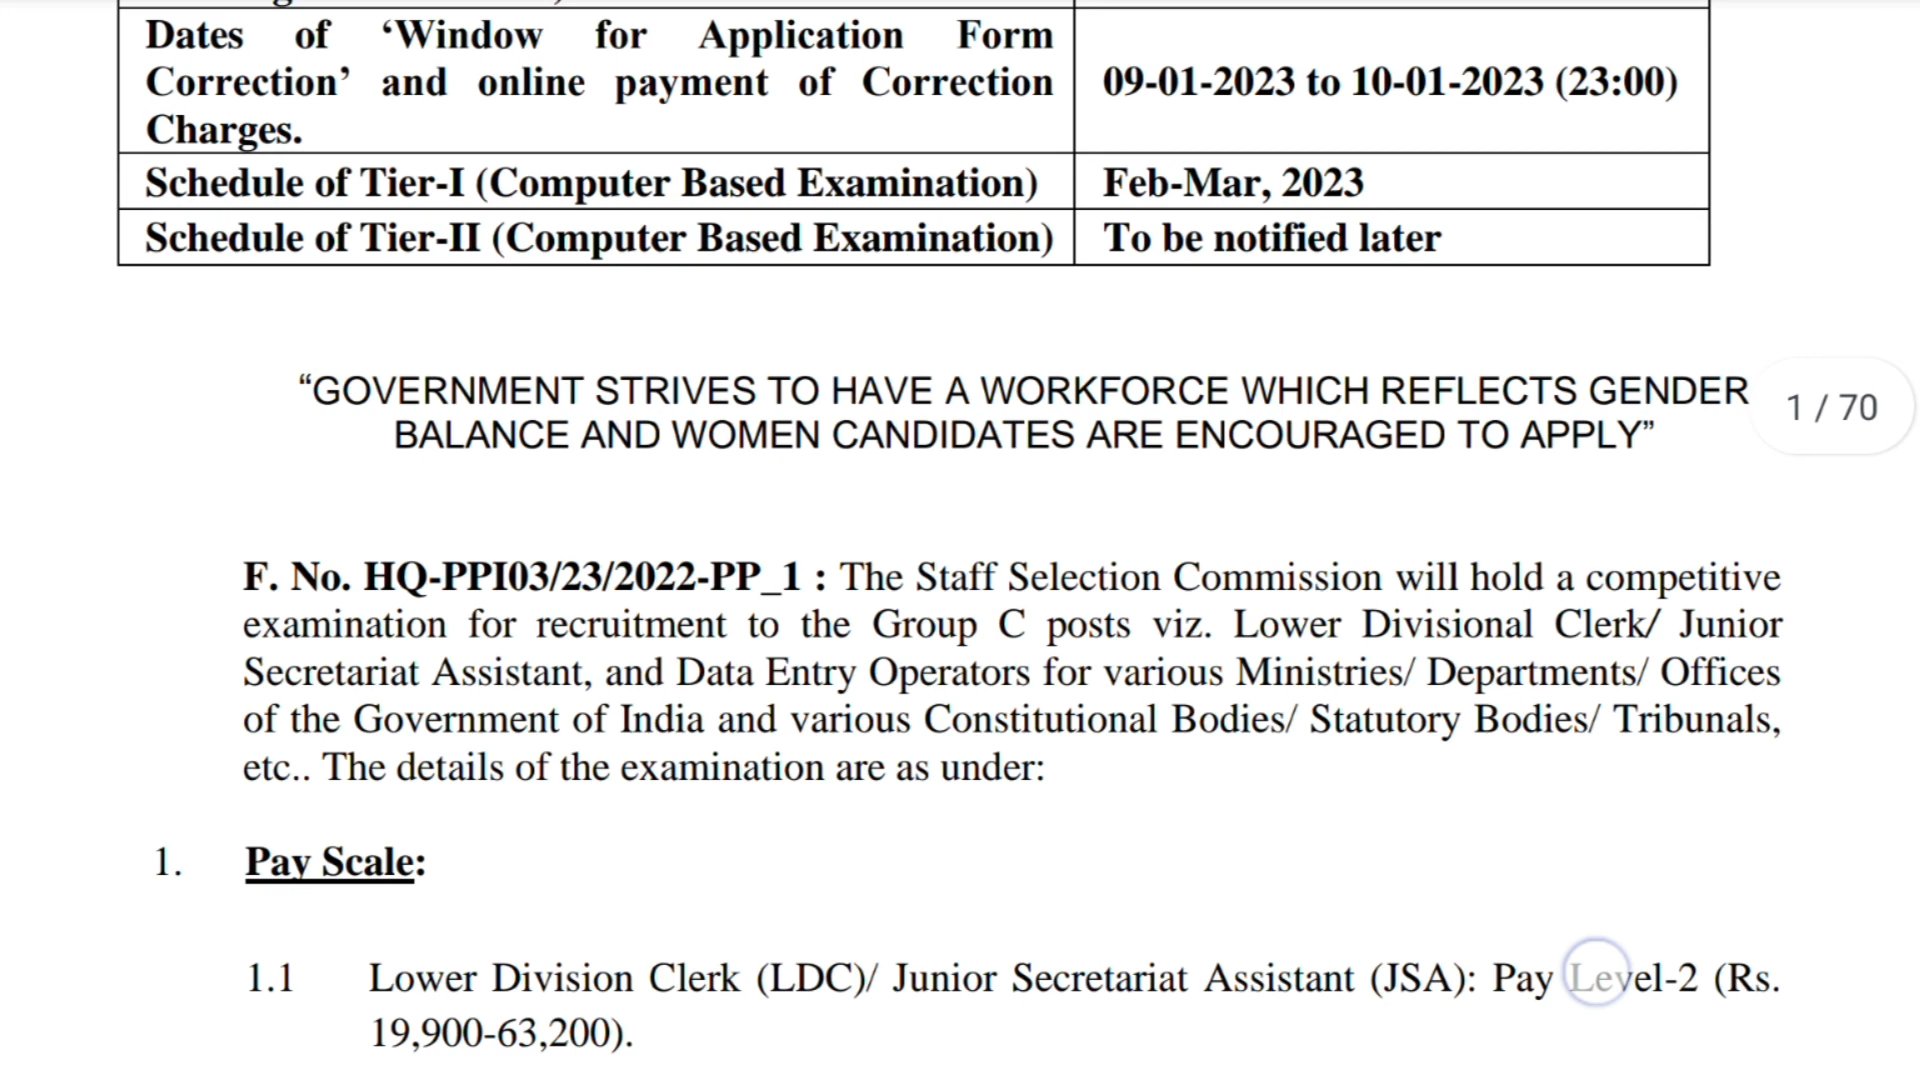 Dates of ‘Window for Application Form
Correction’ and online payment of Correction
Charges.
09-01-2023 to 10-01-2023 (23:00)
Schedule of Tier-I (Computer Based Examination)
Feb-Mar, 2023
Schedule of Tier-II (Computer Based Examination)
To be notified later
“GOVERNMENT STRIVES TO HAVE A WORKFORCE WHICH REFLECTS GENDER
BALANCE AND WOMEN CANDIDATES ARE ENCOURAGED TO APPLY”
1 / 70
F. No. HQ-PPI03/23/2022-PP_1 : The Staff Selection Commission will hold a competitive
examination for recruitment to the Group C posts viz. Lower Divisional Clerk/ Junior
Secretariat Assistant, and Data Entry Operators for various Ministries/ Departments/ Offices
of the Government of India and various Constitutional Bodies/ Statutory Bodies/ Tribunals,
etc.. The details of the examination are as under:
1. Pay Scale:
1.1 Lower Division Clerk (LDC)/ Junior Secretariat Assistant (JSA): Pay Level-2 (Rs.
19,900-63,200).